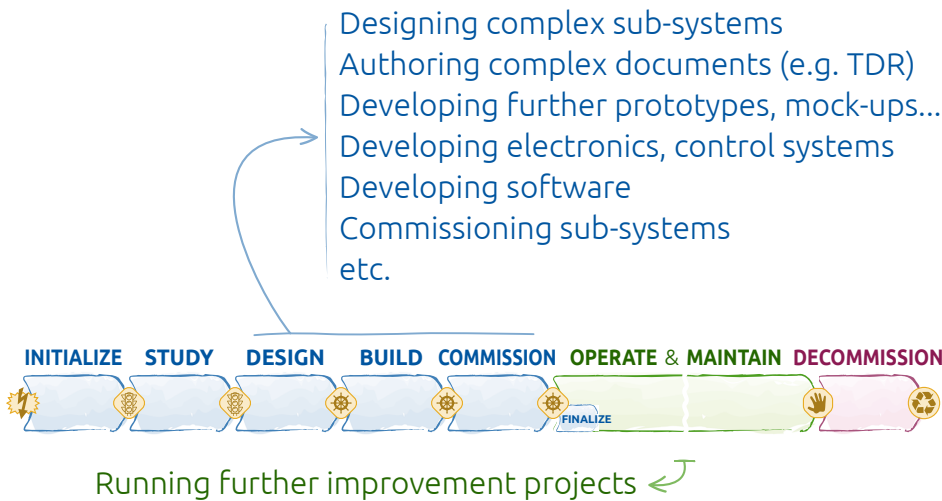 Designing complex sub-systems
Authoring complex documents (e.g. TDR)
Developing further prototypes, mock-ups...
Developing electronics, control systems
Developing software
Commissioning sub-systems
etc.
INITIALIZE STUDY DESIGN BUILD COMMISSION OPERATE & MAINTAIN DECOMMISSION
FINALIZE
Running further improvement projects